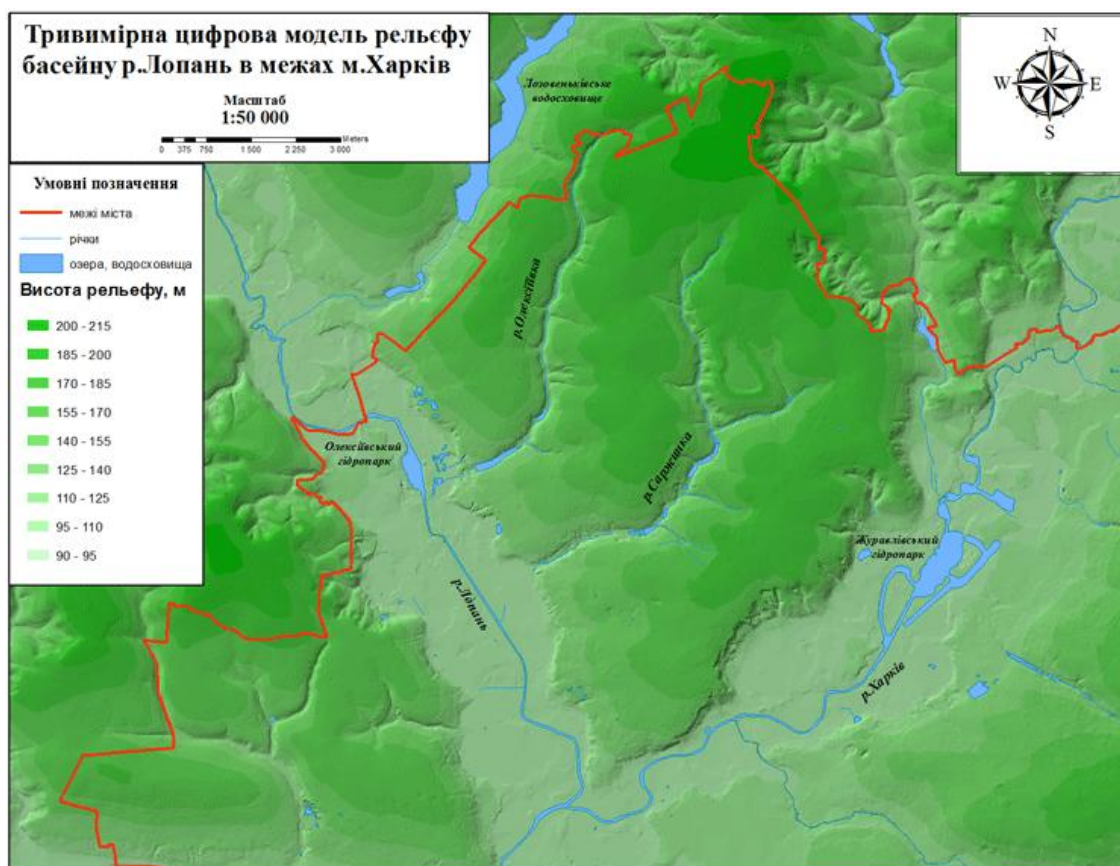 Тривимірна цифрова модель рельєфу
басейну р.Лопань в межах м.Харків
Масштаб
1:50 000
Meters
0 375 750 1 500 2 250 3 000
N
W E
S
Умовні позначення
межі міста
річки
озера, водосховища
Висота рельефу, м
200 - 215
185 - 200
170 - 185
155 - 170
140 - 155
125 - 140
110 - 125
95 - 110
90 - 95
Лозовеньківське
водосховище
р.Олексіївка
Олексіївський
гідропарк
р.Саржинка
Журавлівський
гідропарк
р.Лопань
р.Харків